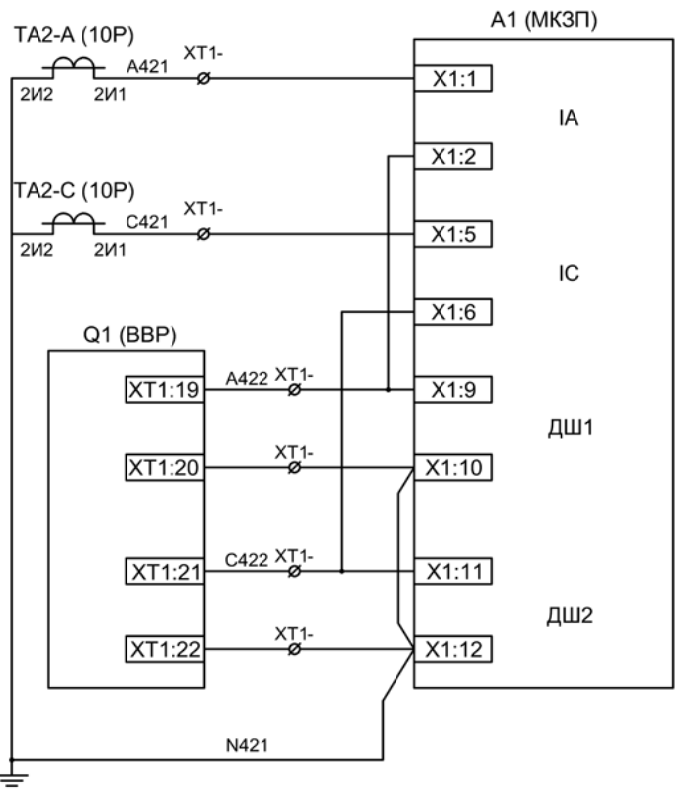 A1 (МКЗП)
TA2-A (10P)
A421
XT1-
2И2
2И1
X1:1
IA
X1:2
TA2-C (10P)
C421
XT1-
2И2
2И1
X1:5
IC
X1:6
Q1 (ВВР)
XT1:19
A422
XT1-
X1:9
ДШ1
XT1:20
XT1-
X1:10
XT1:21
C422
XT1-
X1:11
ДШ2
XT1:22
XT1-
X1:12
N421